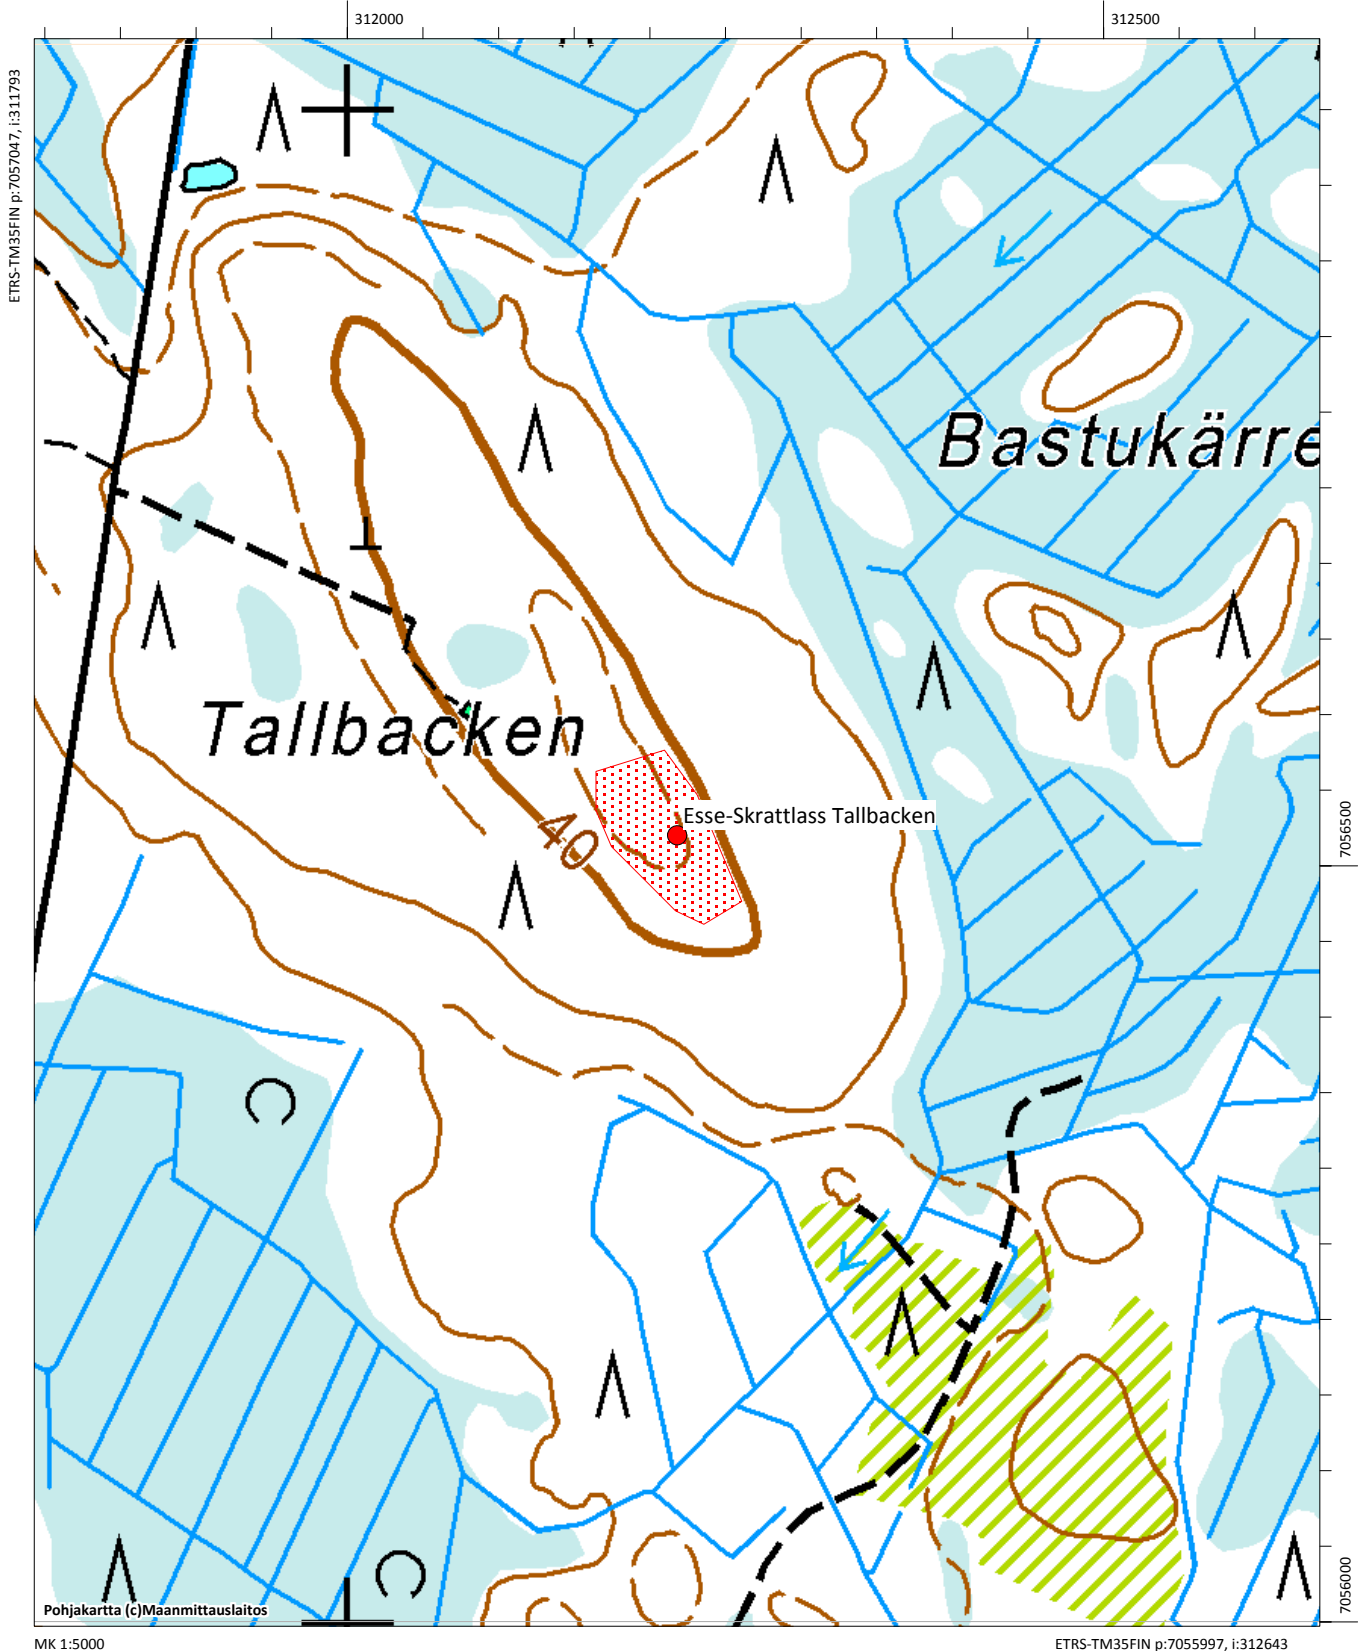 312000
312500
ETRS-TM35FIN p:7057047, i:311793
Bastukärre
Tallbacken
Esse-Skrattlass Tallbacken
40
7056500
7056000
Pohjakartta (c)Maanmittauslaitos
MK 1:5000
ETRS-TM35FIN p:7055997, i:312643